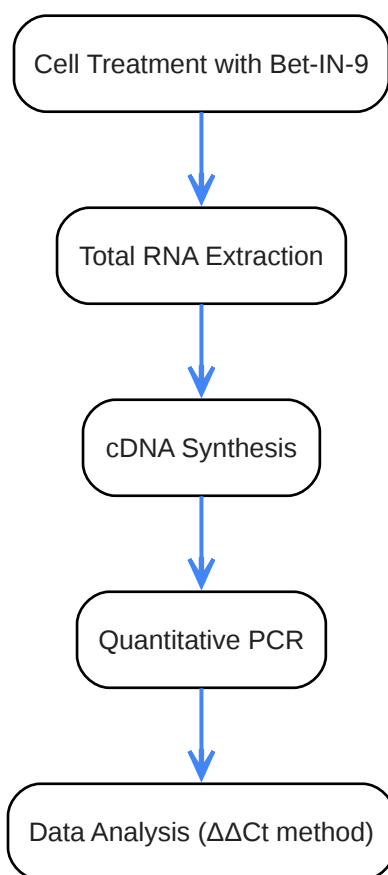 Cell Treatment with Bet-IN-9
Total RNA Extraction
cDNA Synthesis
Quantitative PCR
Data Analysis (ΔΔCt method)